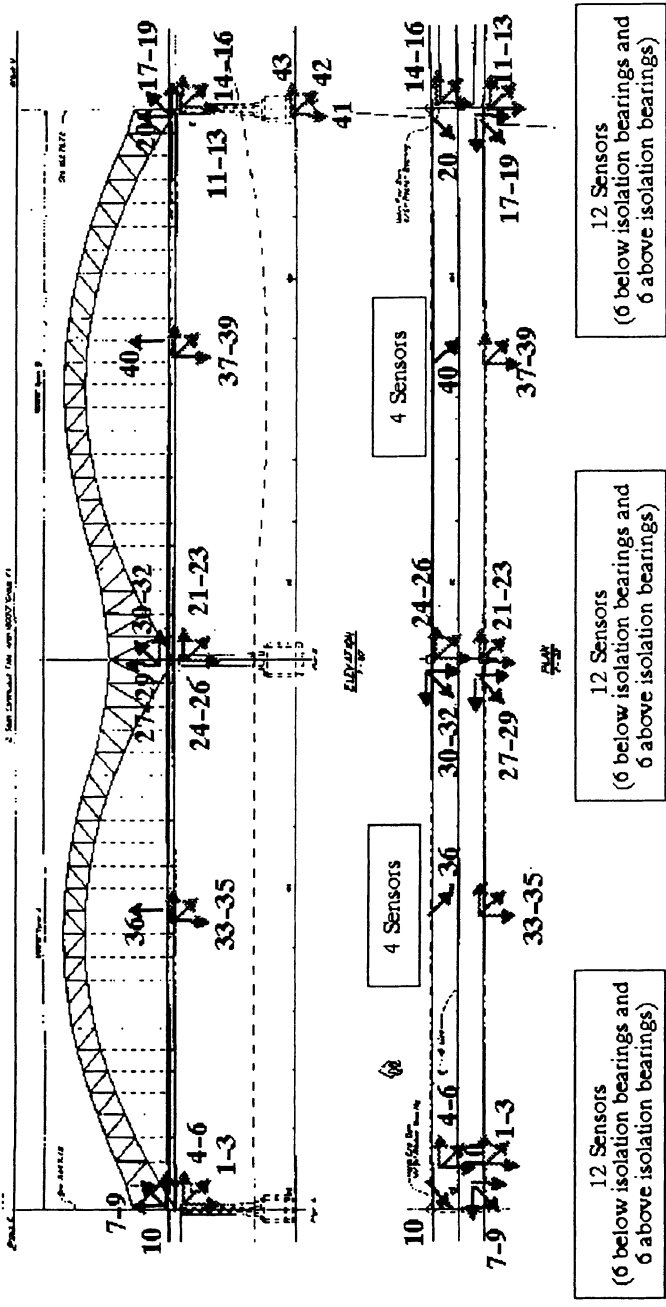 17-19
14-16
43
42
41
11-13
20
40
37-39
30-32
21-23
27-29
24-26
36
33-35
4-6
1-3
7-9
10
ELEVATION
14-16
11-13
20
17-19
4 Sensors
40
37-39
24-26
21-23
30-32
27-29
PLAN
4 Sensors
36
33-35
4-6
1-3
10
10
7-9
12 Sensors
(6 below isolation bearings and
6 above isolation bearings)
12 Sensors
(6 below isolation bearings and
6 above isolation bearings)
12 Sensors
(6 below isolation bearings and
6 above isolation bearings)